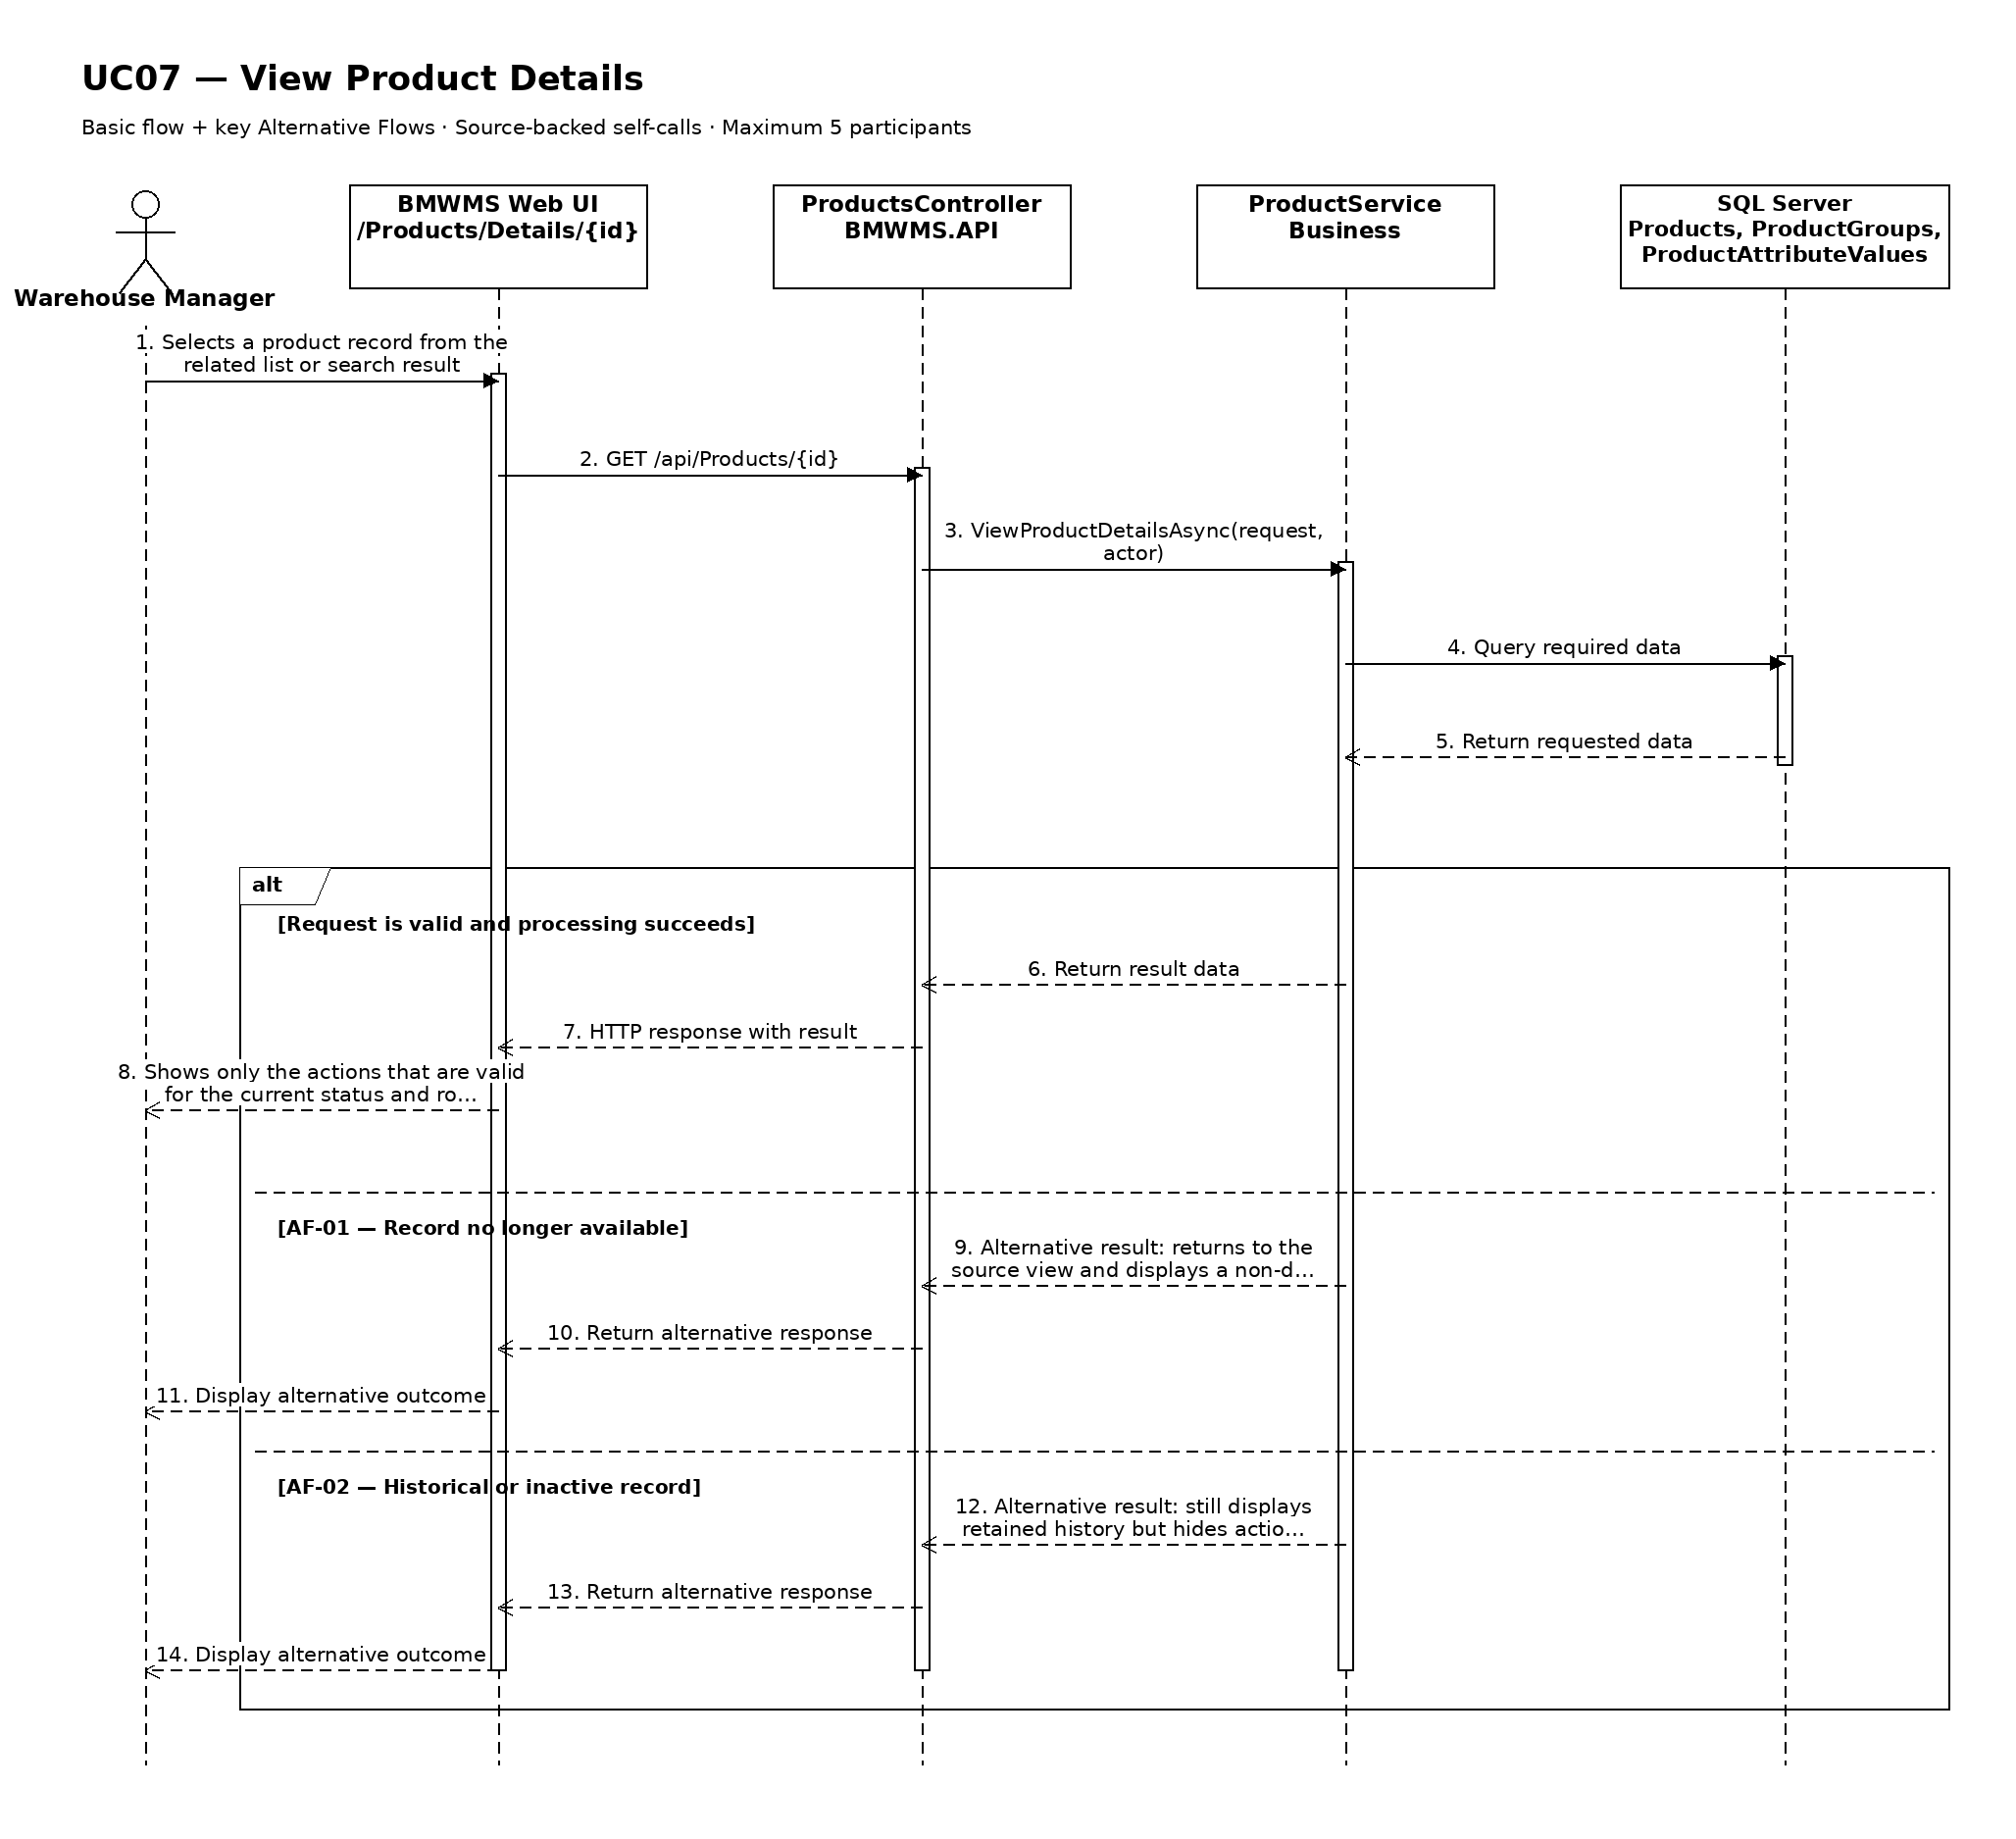 UC07 — View Product Details
Basic flow + key Alternative Flows · Source-backed self-calls · Maximum 5 participants
Warehouse Manager
BMWMS Web UI
/Products/Details/{id}
ProductsController
BMWMS.API
ProductService
Business
SQL Server
Products, ProductGroups,
ProductAttributeValues
1. Selects a product record from the
related list or search result
2. GET /api/Products/{id}
3. ViewProductDetailsAsync(request,
actor)
4. Query required data
5. Return requested data
alt
[Request is valid and processing succeeds]
6. Return result data
7. HTTP response with result
8. Shows only the actions that are valid
for the current status and ro...
[AF-01 — Record no longer available]
9. Alternative result: returns to the
source view and displays a non-d...
10. Return alternative response
11. Display alternative outcome
[AF-02 — Historical or inactive record]
12. Alternative result: still displays
retained history but hides actio...
13. Return alternative response
14. Display alternative outcome